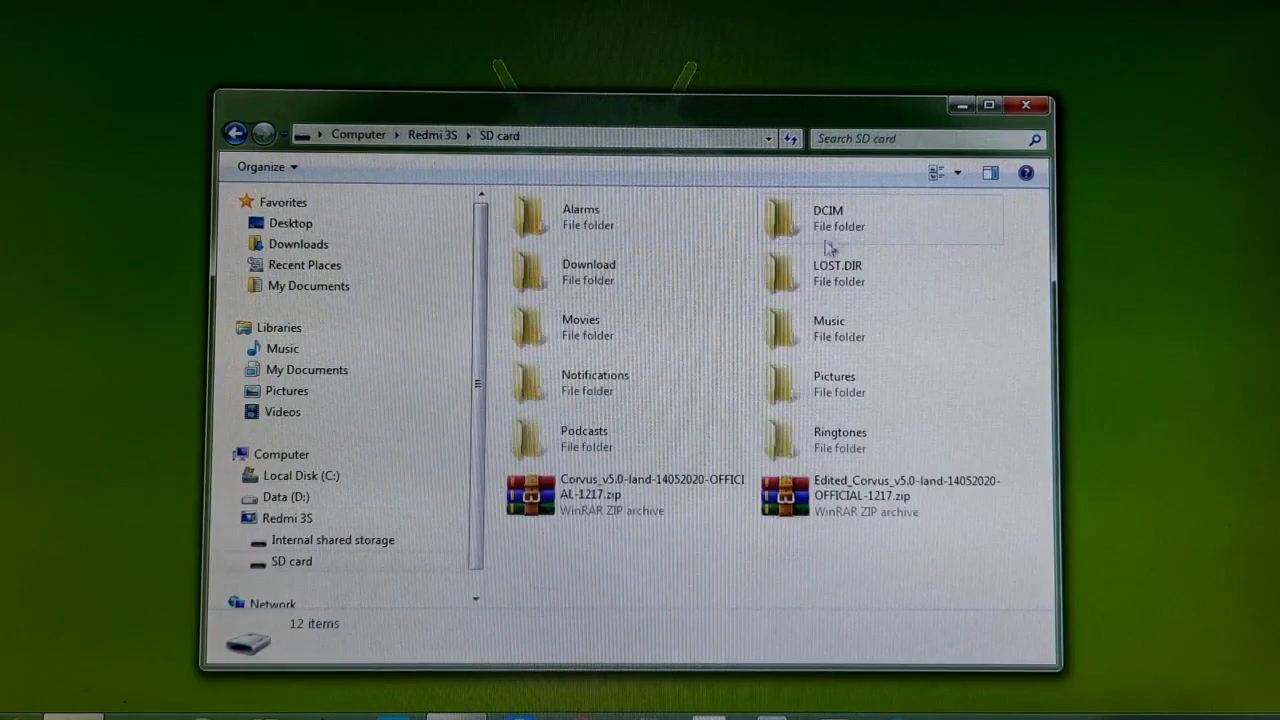 Computer Redmi 3S SD card
Search SD card
Organize
Favorites
Desktop
Downloads
Recent Places
My Documents
Libraries
Music
My Documents
Pictures
Videos
Computer
Local Disk (C:)
Data (D:)
Redmi 3S
Internal shared storage
SD card
Network
Alarms
File folder
DCIM
File folder
Download
File folder
LOST.DIR
File folder
Movies
File folder
Music
File folder
Notifications
File folder
Pictures
File folder
Podcasts
File folder
Ringtones
File folder
Corvus_v5.0-land-14052020-OFFICI
AL-1217.zip
WinRAR ZIP archive
Edited_Corvus_v5.0-land-14052020-
OFFICIAL-1217.zip
WinRAR ZIP archive
12 items